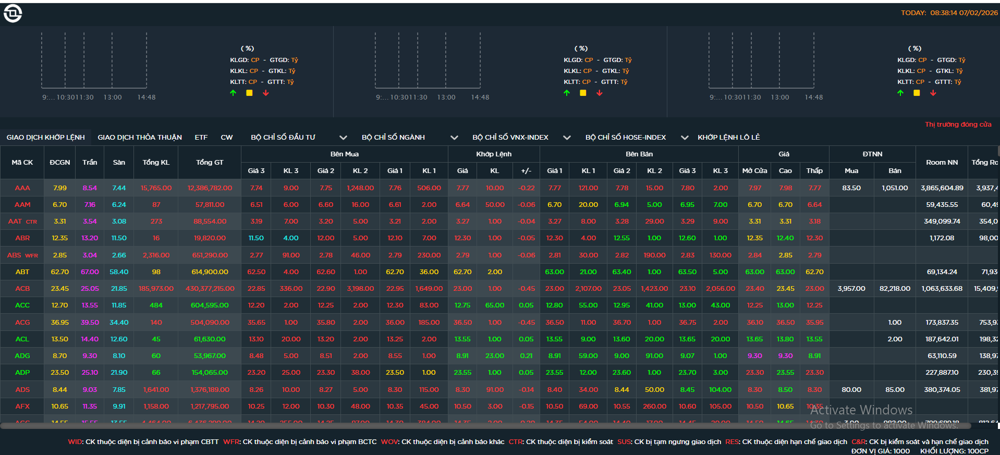 TODAY: 08:38:14 07/02/2026
( %)
KLGD: CP - GTGD: Tỷ
KLKL: CP - GTKL: Tỷ
KLTT: CP - GTTT: Tỷ
9:... 10:30 11:30 13:00 14:48
( %)
KLGD: CP - GTGD: Tỷ
KLKL: CP - GTKL: Tỷ
KLTT: CP - GTTT: Tỷ
9:... 10:30 11:30 13:00 14:48
( %)
KLGD: CP - GTGD: Tỷ
KLKL: CP - GTKL: Tỷ
KLTT: CP - GTTT: Tỷ
9:... 10:30 11:30 13:00 14:48
Thị trường đóng cửa
GIAO DỊCH KHỚP LỆNH GIAO DỊCH THỎA THUẬN ETF CW BỘ CHỈ SỐ ĐẦU TƯ BỘ CHỈ SỐ NGÀNH BỘ CHỈ SỐ VNX-INDEX BỘ CHỈ SỐ HOSE-INDEX KHỚP LỆNH LÔ LẺ
Mã CK ĐCGN Trần Sàn Tổng KL Tổng GT Bên Mua Khớp Lệnh Bên Bán Giá ĐTNN Room NN Tổng Ro
Giá 3 KL 3 Giá 2 KL 2 Giá 1 KL 1 Giá KL +/- Giá 1 KL 1 Giá 2 KL 2 Giá 3 KL 3 Mở Cửa Cao Thấp Mua Bán
AAA 7.99 8.54 7.44 15,765.00 12,386,782.00 7.74 9.00 7.75 1,248.00 7.76 506.00 7.77 10.00 -0.22 7.77 121.00 7.78 15.00 7.80 2.00 7.97 7.98 7.77 83.50 1,051.00 3,865,604.89 3,937,4
AAM 6.70 7.16 6.24 87 57,811.00 6.51 6.00 6.60 16.00 6.61 2.00 6.64 50.00 -0.06 6.70 20.00 6.94 5.00 6.95 7.00 6.70 6.70 6.64 59,435.55 60,49
AAT CTR 3.31 3.54 3.08 273 88,554.00 3.19 7.00 3.20 5.00 3.21 2.00 3.27 1.00 -0.04 3.27 8.00 3.28 29.00 3.29 9.00 3.31 3.31 3.18 349,099.74 354,0
ABR 12.35 13.20 11.50 16 19,820.00 11.50 4.00 12.00 5.00 12.10 7.00 12.30 1.00 -0.05 12.30 4.00 12.55 1.00 12.60 1.00 12.35 12.40 12.30 1,172.08 98,00
ABS WFR 2.85 3.04 2.66 2,316.00 651,290.00 2.77 91.00 2.78 46.00 2.79 230.00 2.79 1.00 -0.06 2.81 30.00 2.82 190.00 2.83 130.00 2.84 2.85 2.79
ABT 62.70 67.00 58.40 98 614,900.00 62.50 4.00 62.60 1.00 62.70 36.00 62.70 2.00 63.00 21.00 63.40 1.00 63.50 5.00 63.00 63.00 62.70 69,134.24 71,93
ACB 23.45 25.05 21.85 185,973.00 430,377,215.00 22.85 336.00 22.90 3,198.00 22.95 1,649.00 23.00 1.00 -0.45 23.00 2,107.00 23.05 1,423.00 23.10 2,056.00 23.40 23.45 23.00 3,957.00 82,218.00 1,063,633.68 15,409,
ACC 12.70 13.55 11.85 484 604,595.00 12.20 2.00 12.25 2.00 12.30 83.00 12.75 65.00 0.05 12.80 55.00 12.95 41.00 13.00 43.00 12.25 13.00 12.25
ACG 36.95 39.50 34.40 140 504,090.00 35.65 1.00 35.80 2.00 36.00 185.00 36.50 1.00 -0.45 36.50 11.00 36.70 1.00 36.75 2.00 36.10 36.50 35.95 1.00 173,837.35 753,93
ACL 13.50 14.40 12.60 45 61,630.00 13.10 20.00 13.20 2.00 13.25 2.00 13.55 1.00 0.05 13.55 9.00 13.60 20.00 13.65 20.00 13.65 13.80 13.55 2.00 187,642.01 198,32
ADG 8.70 9.30 8.10 60 53,967.00 8.48 5.00 8.51 2.00 8.55 1.00 8.91 23.00 0.21 8.91 59.00 9.00 91.00 9.07 1.00 9.30 9.30 8.91 63,110.59 138,97
ADP 23.50 25.10 21.90 66 154,065.00 23.20 25.00 23.30 38.00 23.50 1.00 23.55 1.00 0.05 23.55 12.00 23.60 1.00 23.70 3.00 23.30 23.55 23.30 227,887.10 230,39
ADS 8.44 9.03 7.85 1,641.00 1,376,189.00 8.26 10.00 8.27 5.00 8.30 115.00 8.30 91.00 -0.14 8.40 34.00 8.44 50.00 8.45 104.00 8.30 8.50 8.30 80.00 85.00 380,374.05 381,97
AFX 10.65 11.35 9.91 1,158.00 1,217,795.00 10.25 12.00 10.30 48.00 10.35 45.00 10.50 3.00 -0.15 10.50 69.00 10.55 260.00 10.60 105.00 10.50 10.65 10.35
Activate Windows
Go to Settings to activate Windows.
WID: CK thuộc diện bị cảnh báo vi phạm CBTT WFR: CK thuộc diện bị cảnh báo vi phạm BCTC WOV: CK thuộc diện bị cảnh báo khác CTR: CK thuộc diện bị kiểm soát SUS: CK bị tạm ngưng giao dịch RES: CK thuộc diện hạn chế giao dịch C&R: CK bị kiểm soát và hạn chế giao dịch
ĐƠN VỊ GIÁ: 1000 KHỐI LƯỢNG: 100CP